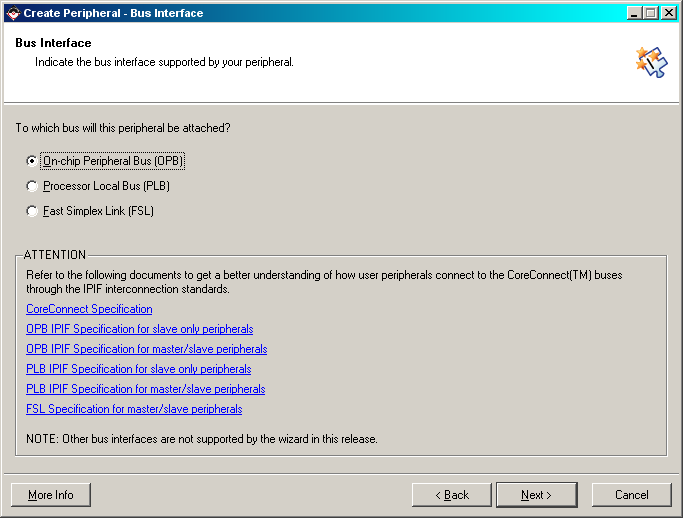 Create Peripheral - Bus Interface
Bus Interface
Indicate the bus interface supported by your peripheral.
To which bus will this peripheral be attached?
On-chip Peripheral Bus (OPB)
Processor Local Bus (PLB)
Fast Simplex Link (FSL)
ATTENTION
Refer to the following documents to get a better understanding of how user peripherals connect to the CoreConnect(TM) buses
through the IPIF interconnection standards.
CoreConnect Specification
OPB IPIF Specification for slave only peripherals
OPB IPIF Specification for master/slave peripherals
PLB IPIF Specification for slave only peripherals
PLB IPIF Specification for master/slave peripherals
FSL Specification for master/slave peripherals
NOTE: Other bus interfaces are not supported by the wizard in this release.
More Info
< Back
Next >
Cancel